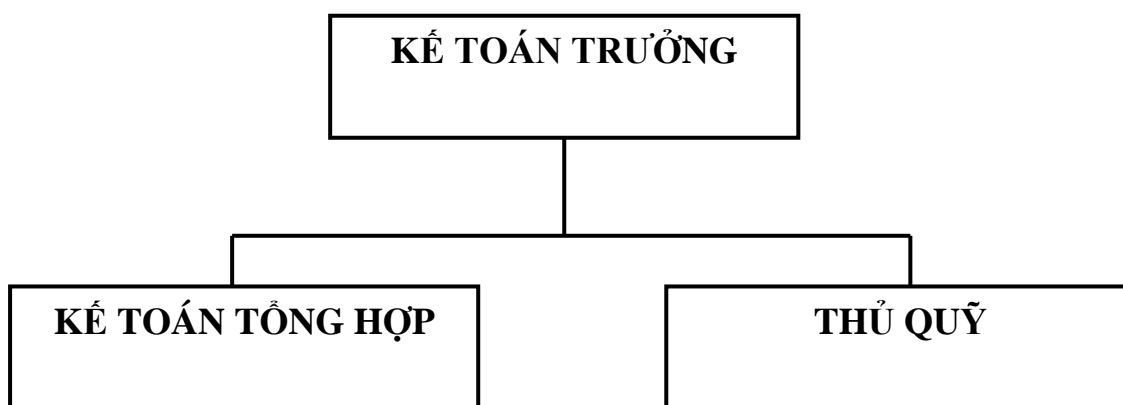 KẾ TOÁN TRƯỞNG
KẾ TOÁN TỔNG HỢP
THỦ QUỸ